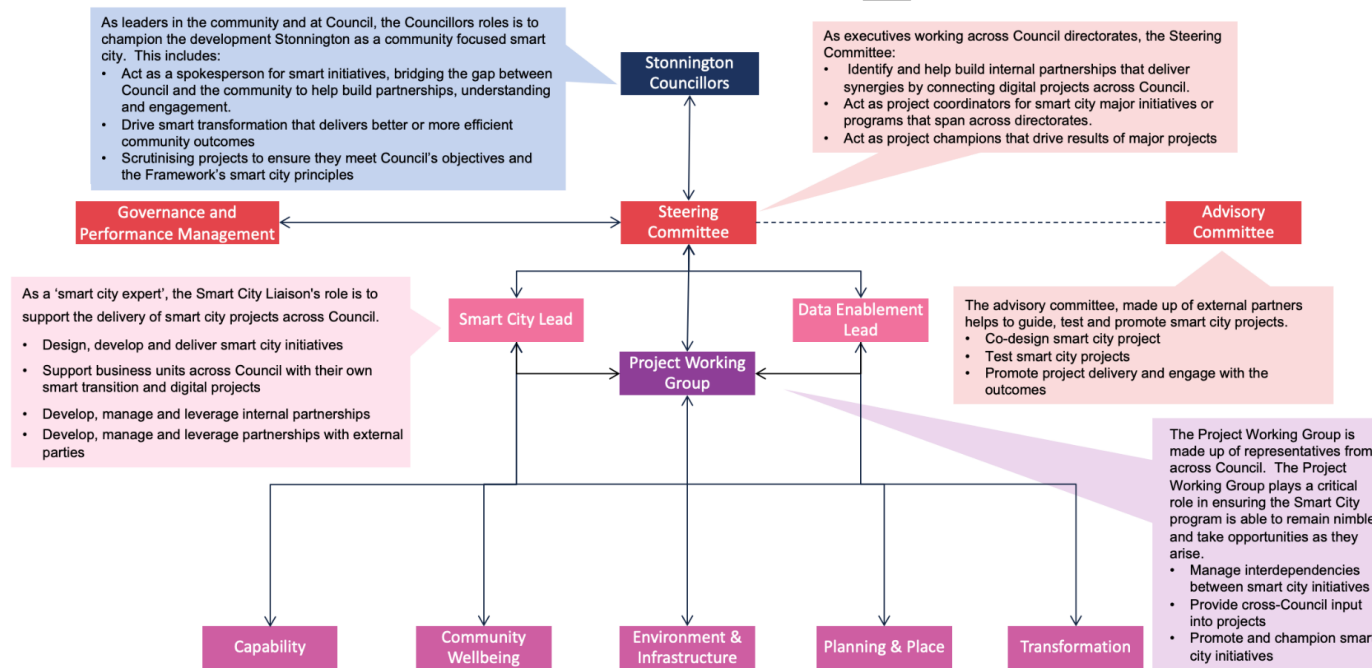 As leaders in the community and at Council, the Councillors roles is to
champion the development Stonnington as a community focused smart
city.  This includes:
• Act as a spokesperson for smart initiatives, bridging the gap between
Council and the community to help build partnerships, understanding
and engagement.
• Drive smart transformation that delivers better or more efficient
community outcomes
• Scrutinising projects to ensure they meet Council's objectives and
the Framework's smart city principles
Stonnington
Councillors
As executives working across Council directorates, the Steering
Committee:
• Identify and help build internal partnerships that deliver
synergies by connecting digital projects across Council.
• Act as project coordinators for smart city major initiatives or
programs that span across directorates.
• Act as project champions that drive results of major projects
Governance and
Performance Management
Steering
Committee
Advisory
Committee
As a ‘smart city expert’, the Smart City Liaison's role is to
support the delivery of smart city projects across Council.
• Design, develop and deliver smart city initiatives
• Support business units across Council with their own
smart transition and digital projects
• Develop, manage and leverage internal partnerships
• Develop, manage and leverage partnerships with external
parties
Smart City Lead
Data Enablement
Lead
Project Working
Group
The advisory committee, made up of external partners
helps to guide, test and promote smart city projects.
• Co-design smart city project
• Test smart city projects
• Promote project delivery and engage with the
outcomes
The Project Working Group is
made up of representatives from
across Council.  The Project
Working Group plays a critical
role in ensuring the Smart City
program is able to remain nimble
and take opportunities as they
arise.
• Manage interdependencies
between smart city initiatives
• Provide cross-Council input
into projects
• Promote and champion smart
city initiatives
Capability
Community
Wellbeing
Environment &
Infrastructure
Planning & Place
Transformation